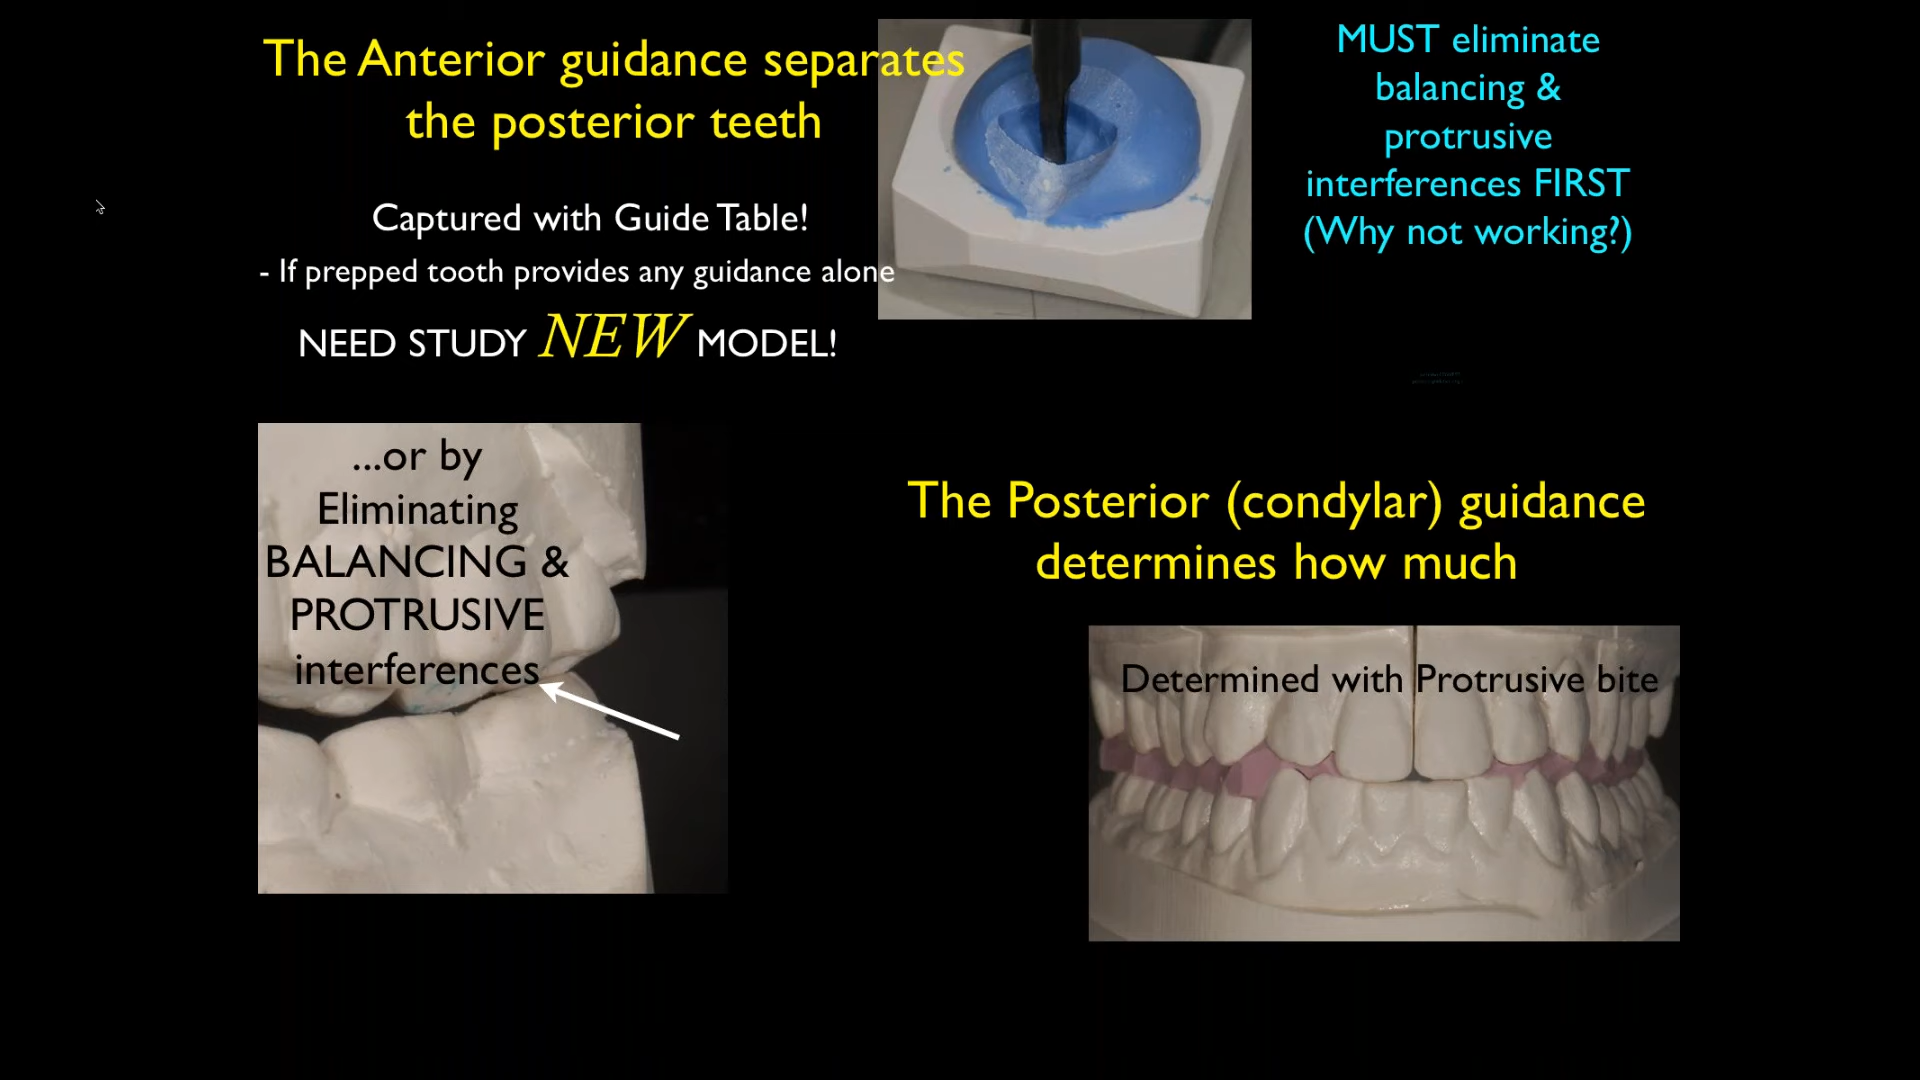 The Anterior guidance separates
the posterior teeth
Captured with Guide Table!
- If prepped tooth provides any guidance alone
NEED STUDY NEW MODEL!
MUST eliminate
balancing &
protrusive
interferences FIRST
(Why not working?)
...or by
Eliminating
BALANCING &
PROTRUSIVE
interferences
The Posterior (condylar) guidance
determines how much
Determined with Protrusive bite